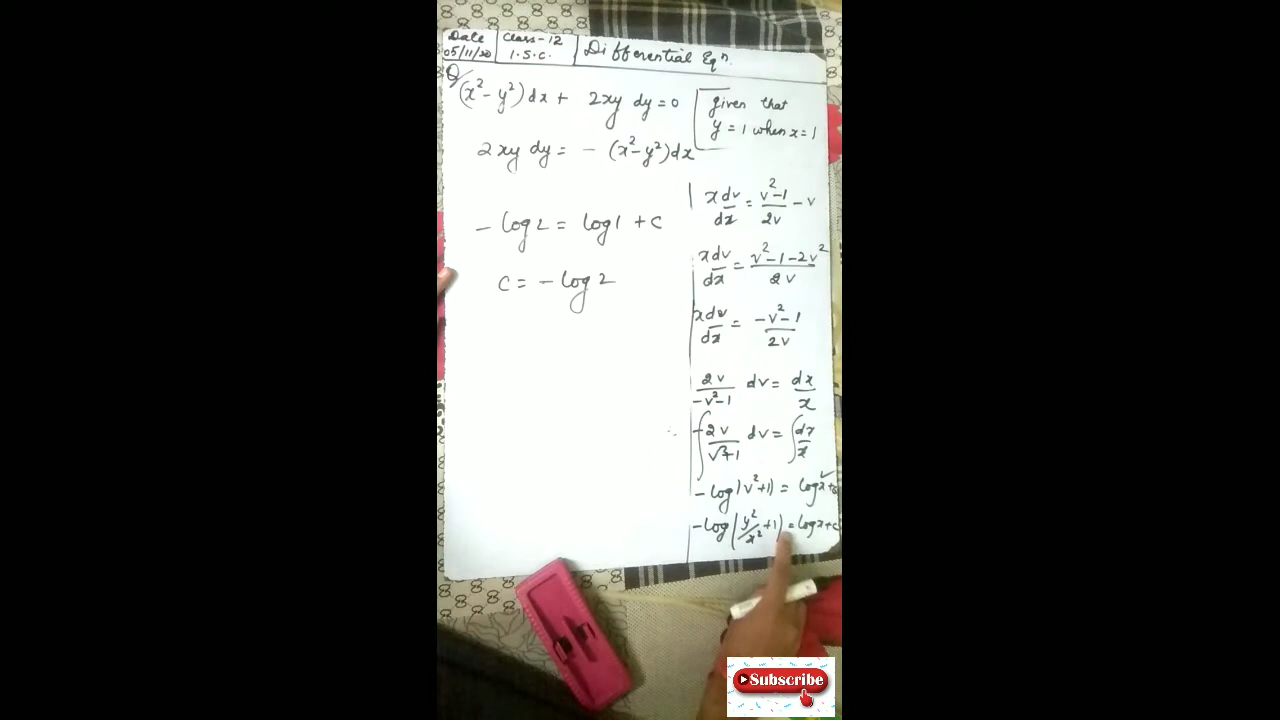 Date
05/11/20
Class-12
I.S.C.
Differential Eqⁿ.
Q
(x² - y²) dx + 2xy dy = 0
given that
y = 1 when x = 1
2xy dy = - (x² - y²) dx
- log 2 = log 1 + c
c = - log 2
x dv/dx = v²-1/2v - v
x dv/dx = v²-1-2v²/2v
x dv/dx = -v²-1/2v
2v/-v²-1 dv = dx/x
-∫ 2v/v²+1 dv = ∫ dx/x
- log(v²+1) = log x + c
- log(y²/x² + 1) = log x + c
Subscribe